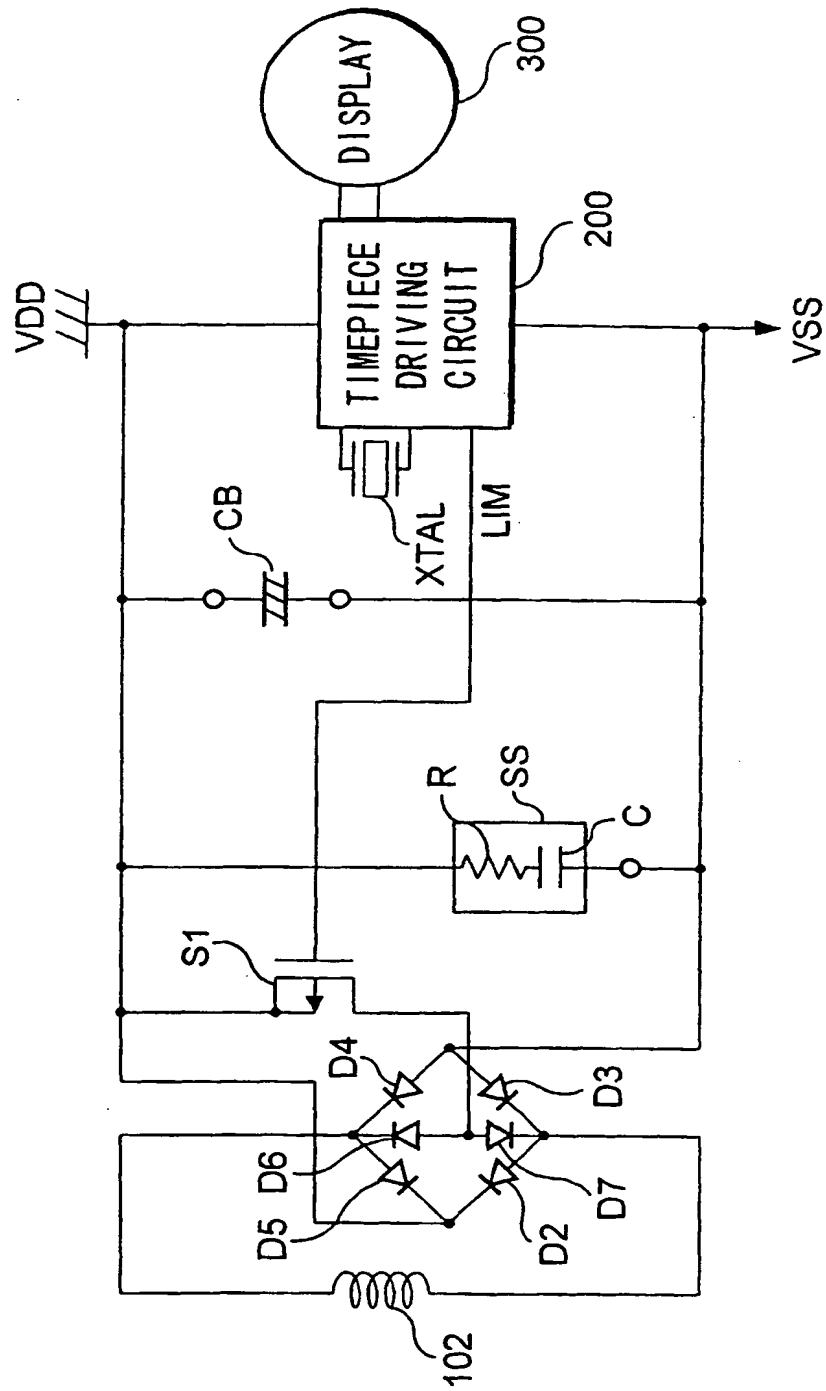 VDD
DISPLAY
300
TIMEPIECE
DRIVING
CIRCUIT
200
VSS
CB
XTAL
LIM
R
SS
C
S1
D4
D3
D6
D7
D5
D2
102